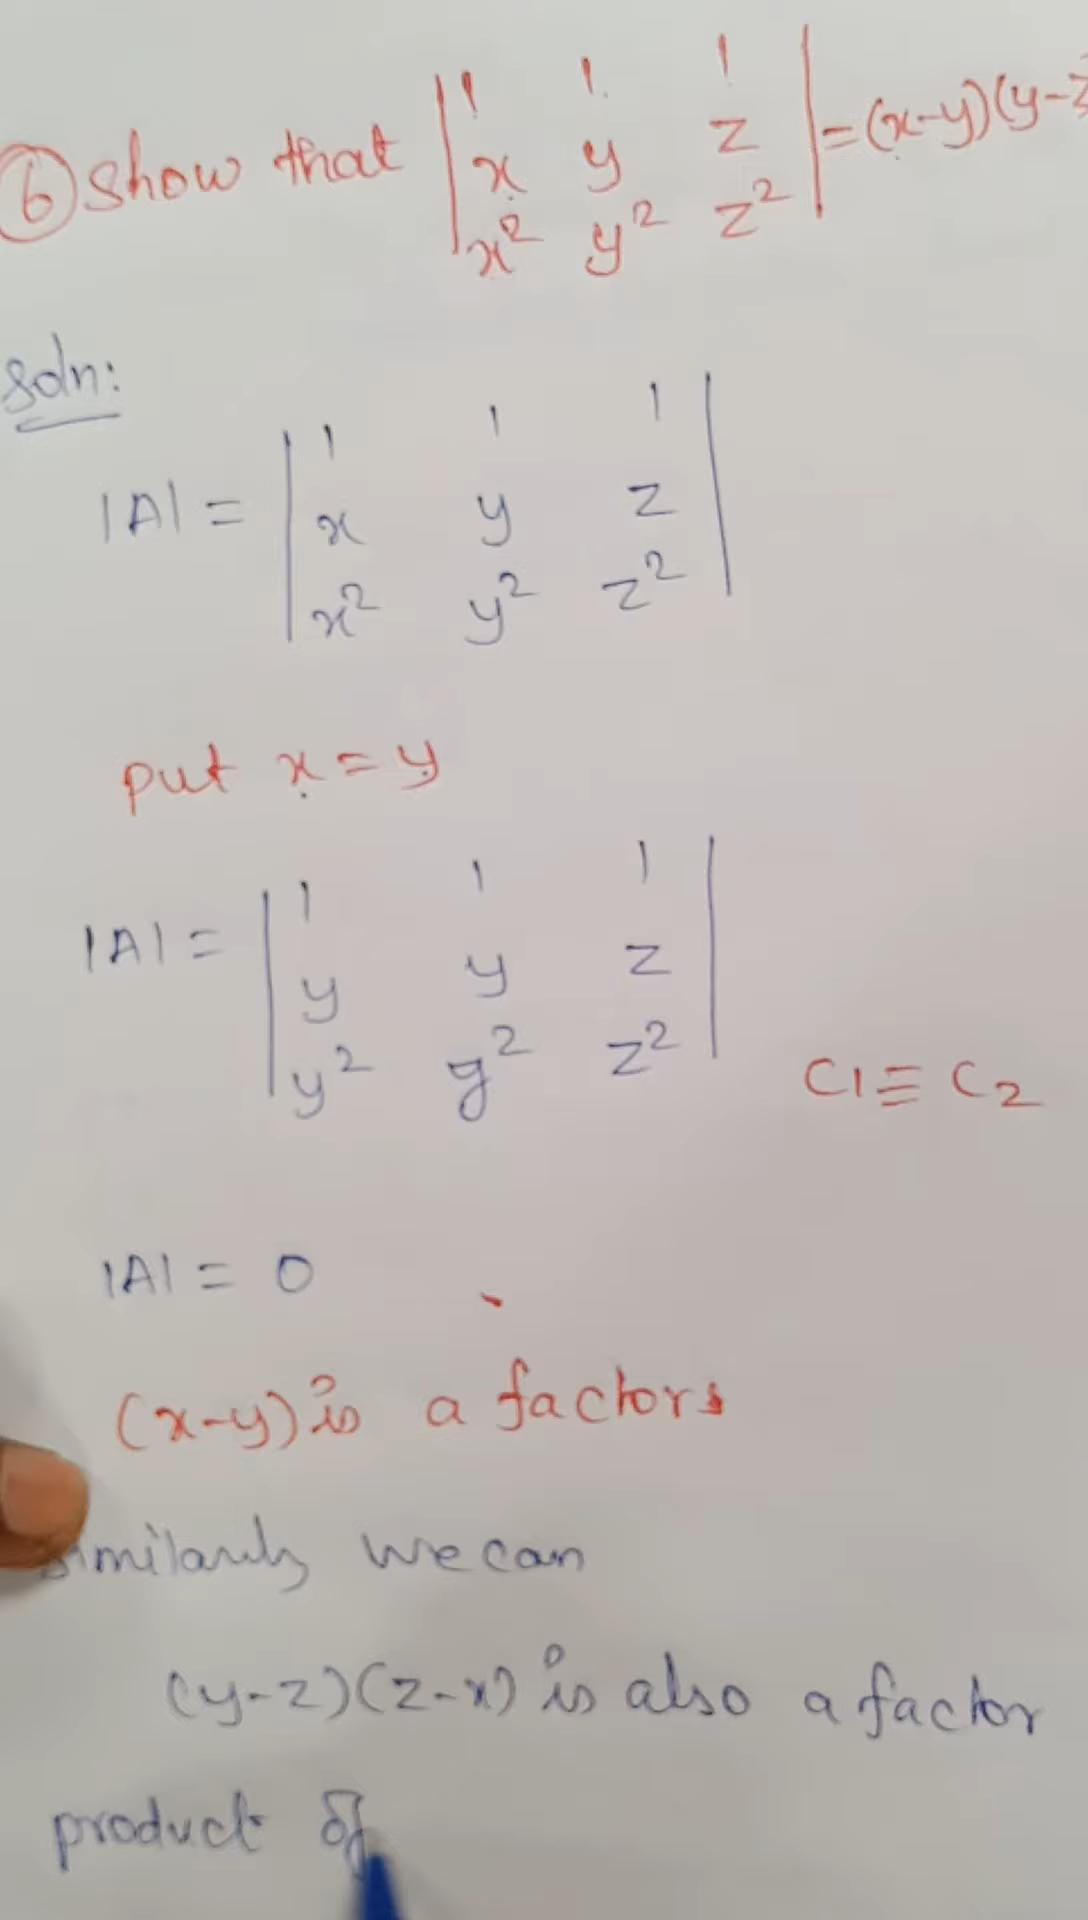 ⑥ show that | 1 1 1 |
| x y z | = (x-y)(y-z
| x² y² z² |
Soln:
|A| = | 1 1 1 |
| x y z |
| x² y² z² |
put x = y
|A| = | 1 1 1 |
| y y z |
| y² y² z² |
C1 ≡ C2
|A| = 0
(x-y) is a factors
similarly we can
(y-z)(z-x) is also a factor
product of